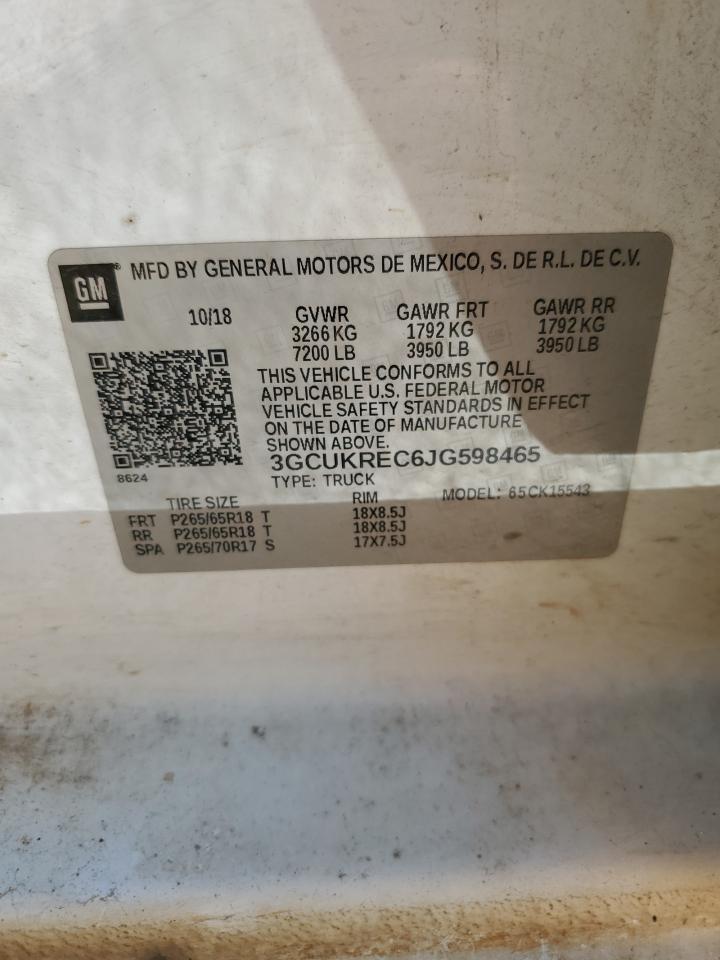 GM ® MFD BY GENERAL MOTORS DE MEXICO, S. DE R.L. DE C.V.
10/18 GVWR GAWR FRT GAWR RR
3266 KG 1792 KG 1792 KG
7200 LB 3950 LB 3950 LB
THIS VEHICLE CONFORMS TO ALL
APPLICABLE U.S. FEDERAL MOTOR
VEHICLE SAFETY STANDARDS IN EFFECT
ON THE DATE OF MANUFACTURE
SHOWN ABOVE.
3GCUKREC6JG598465
8624 TYPE: TRUCK MODEL: 65CK15543
TIRE SIZE RIM
FRT P265/65R18 T 18X8.5J
RR P265/65R18 T 18X8.5J
SPA P265/70R17 S 17X7.5J